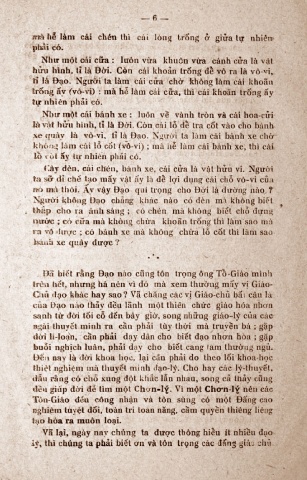 — 6 —
mà hễ làm cái chén thì cái lòng trống ở giữa tự nhiên
phải có.
Như một cái cửa : luôn vừa khuôn vừa cánh cửa là vật
hữu hình, tỉ là Đời. Còn cái khoản trống để vô ra là vô-vi,
tỉ là Đạo. Người ta làm cái cửa chớ không làm cái khoản
trống ấy (vô-vi) : mà hễ làm cái cửa, thì cái khoản trống ấy
tự nhiên phải có.
Như một cái bánh xe : luôn về vành tròn và cái hoa-cửi
là vật hữu hình, tỉ là Đời. Còn cái lỗ để tra cốt vào cho bánh
xe quây là vô-vi, tỉ là Đạo. Người ta làm cái bánh xe chớ
không làm cái lỗ cốt (vô-vi) ; mà hễ làm cái bánh xe, thì cái
lỗ cốt ấy tự nhiên phải có.
Cây đèn, cái chén, bánh xe, cái cửa là vật hữu vi. Người
ta sở dĩ chế tạo mấy vật ấy là để lợi dụng cái chỗ vô-vi của
nó mà thôi. Ấy vậy Đạo qui trọng cho Đời là dường nào ?
Người không Đạo chẳng khác nào có đèn mà không biết
thắp cho ra ánh sáng ; có chén mà không biết chỗ đựng
nước ; có cửa mà không chừa khoản trống thì làm sao mà
ra vô được ; có bánh xe mà không chừa lỗ cốt thì làm sao
bánh xe quây được ?
Đã biết rằng Đạo nào cũng tôn trọng ông Tổ-Giáo mình
trên hết, nhưng há nên vì đó mà xem thường mấy vị Giáo-
Chủ đạo khác hay sao ? Vả chăng các vị Giáo-chủ bất câu là
của Đạo nào thảy đều lãnh một thiên chức giáo hóa nhơn
sanh từ đời tối cổ đến bây giờ, song những giáo-lý của các
ngài thuyết minh ra cần phải tùy thời mà truyền bá ; gặp
đời lí-loạn, cần phải dạy dân cho biết đạo nhơn hòa ; gặp
buổi nghịch luân, phải dạy cho biết cang tam thường ngũ.
Đến nay là đời khoa học, lại cần phải do theo lối khoa-học
thiệt nghiệm mà thuyết minh đạo-lý. Cho hay các lý-thuyết,
dẫu rằng có chỗ xung đột khắc lẫn nhau, song cả thảy cũng
đều giúp đời để tìm một Chơn-lý. Vì một Chơn-lý nên các
Tôn-Giáo đều công nhận và tôn sùng có một Đấng cao
nghiêm tuyệt đối, toàn trí toàn năng, cầm quyền thiêng liêng
tạo hóa ra muôn loại.
Vả lại, ngày nay chúng ta được thông hiểu ít nhiều đạo-
lý, thì chúng ta phải biết ơn và tôn trọng các đấng giáo chủ